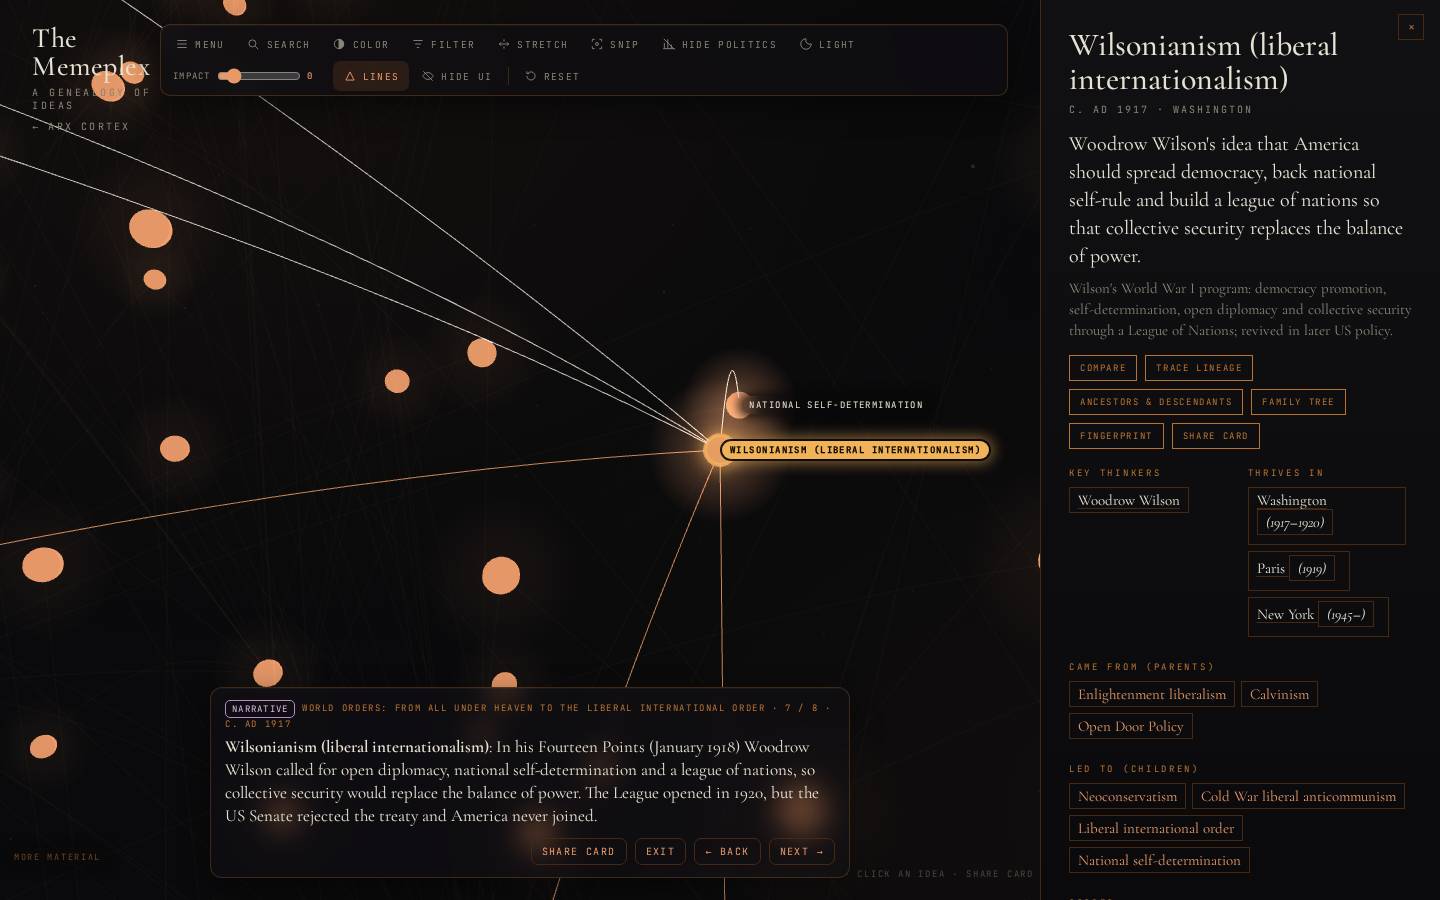 The
Memeplex
A GENEALOGY OF
IDEAS
← ARX CORTEX
MENU
SEARCH
COLOR
FILTER
STRETCH
SNIP
HIDE POLITICS
LIGHT
IMPACT
0
LINES
HIDE UI
RESET
NATIONAL SELF-DETERMINATION
WILSONIANISM (LIBERAL INTERNATIONALISM)
NARRATIVE WORLD ORDERS: FROM ALL UNDER HEAVEN TO THE LIBERAL INTERNATIONAL ORDER · 7 / 8 ·
C. AD 1917
Wilsonianism (liberal internationalism): In his Fourteen Points (January 1918) Woodrow
Wilson called for open diplomacy, national self-determination and a league of nations, so
collective security would replace the balance of power. The League opened in 1920, but the
US Senate rejected the treaty and America never joined.
SHARE CARD
EXIT
← BACK
NEXT →
MORE MATERIAL
CLICK AN IDEA · SHARE CARD
×
Wilsonianism (liberal
internationalism)
C. AD 1917 · WASHINGTON
Woodrow Wilson's idea that America
should spread democracy, back national
self-rule and build a league of nations so
that collective security replaces the balance
of power.
Wilson's World War I program: democracy promotion,
self-determination, open diplomacy and collective security
through a League of Nations; revived in later US policy.
COMPARE
TRACE LINEAGE
ANCESTORS & DESCENDANTS
FAMILY TREE
FINGERPRINT
SHARE CARD
KEY THINKERS
Woodrow Wilson
THRIVES IN
Washington
(1917–1920)
Paris (1919)
New York (1945–)
CAME FROM (PARENTS)
Enlightenment liberalism
Calvinism
Open Door Policy
LED TO (CHILDREN)
Neoconservatism
Cold War liberal anticommunism
Liberal international order
National self-determination